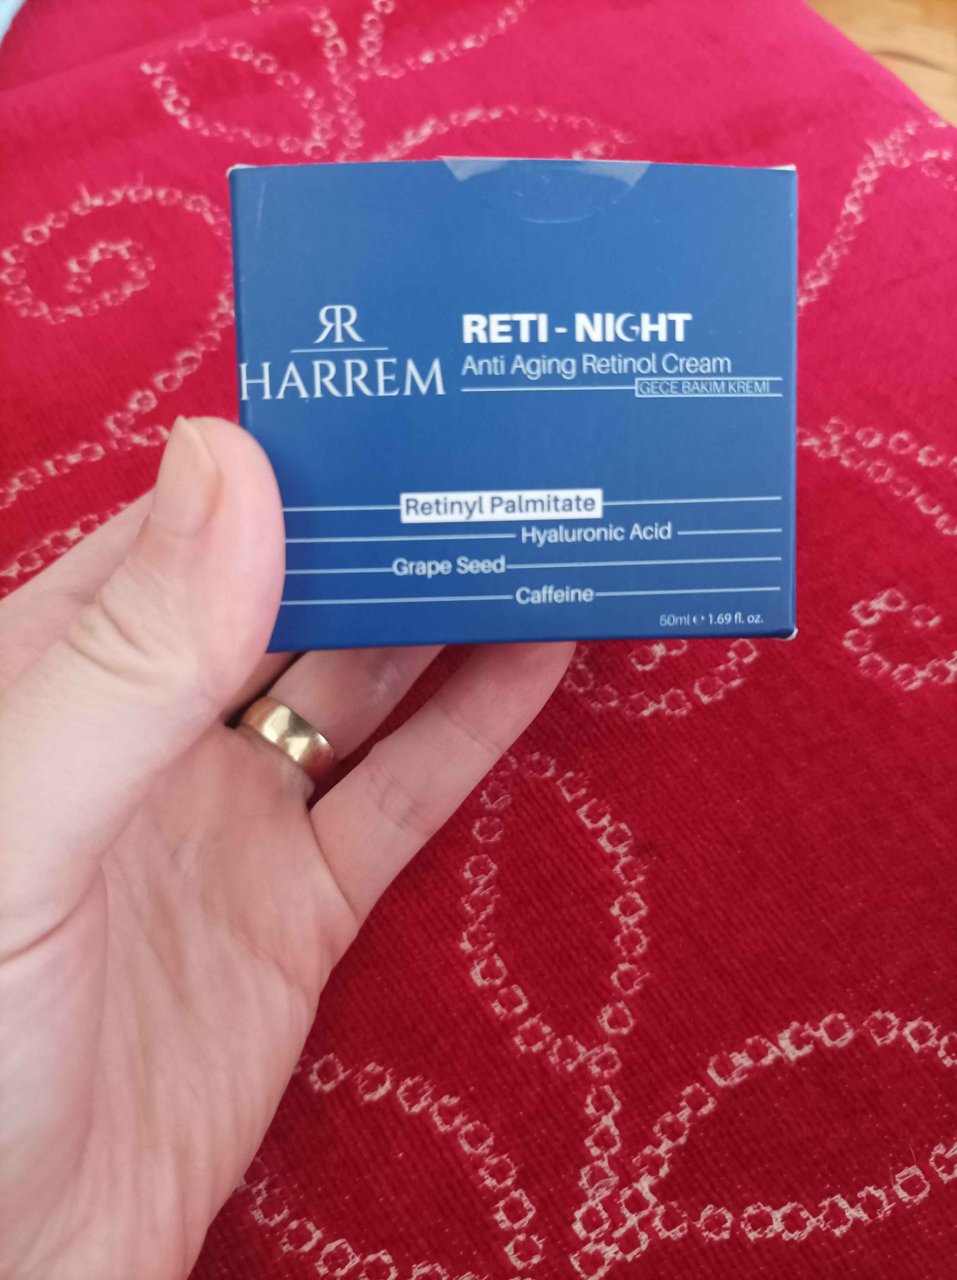 RR
HARREM
RETI - NIGHT
Anti Aging Retinol Cream
GECE BAKIM KREMİ
Retinyl Palmitate
Hyaluronic Acid
Grape Seed
Caffeine
50ml ℮ 1.69 fl. oz.